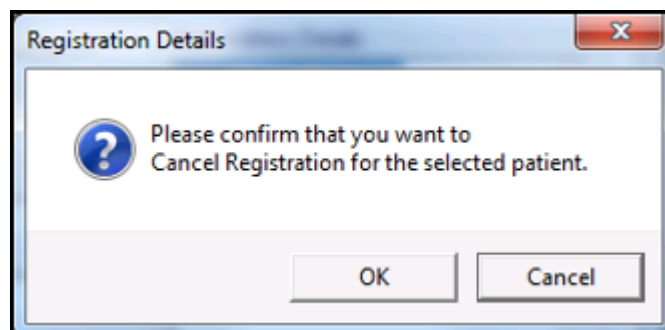 Registration Details
Please confirm that you want to
Cancel Registration for the selected patient.
OK
Cancel